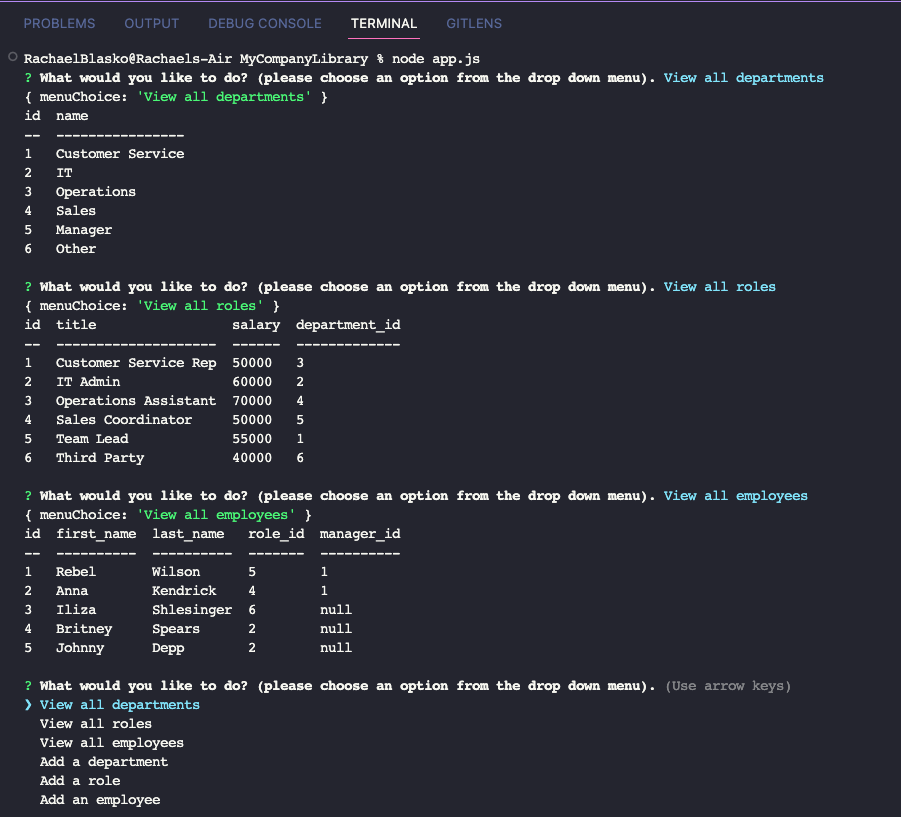 PROBLEMS OUTPUT DEBUG CONSOLE TERMINAL GITLENS
RachaelBlasko@Rachaels-Air MyCompanyLibrary % node app.js
? What would you like to do? (please choose an option from the drop down menu). View all departments
{ menuChoice: 'View all departments' }
id  name
--  ----------------
1   Customer Service
2   IT
3   Operations
4   Sales
5   Manager
6   Other
? What would you like to do? (please choose an option from the drop down menu). View all roles
{ menuChoice: 'View all roles' }
id  title                 salary  department_id
--  --------------------  ------  -------------
1   Customer Service Rep  50000   3
2   IT Admin              60000   2
3   Operations Assistant  70000   4
4   Sales Coordinator     50000   5
5   Team Lead             55000   1
6   Third Party           40000   6
? What would you like to do? (please choose an option from the drop down menu). View all employees
{ menuChoice: 'View all employees' }
id  first_name  last_name   role_id  manager_id
--  ----------  ----------  -------  ----------
1   Rebel       Wilson      5        1
2   Anna        Kendrick    4        1
3   Iliza       Shlesinger  6        null
4   Britney     Spears      2        null
5   Johnny      Depp        2        null
? What would you like to do? (please choose an option from the drop down menu). (Use arrow keys)
❯ View all departments
  View all roles
  View all employees
  Add a department
  Add a role
  Add an employee